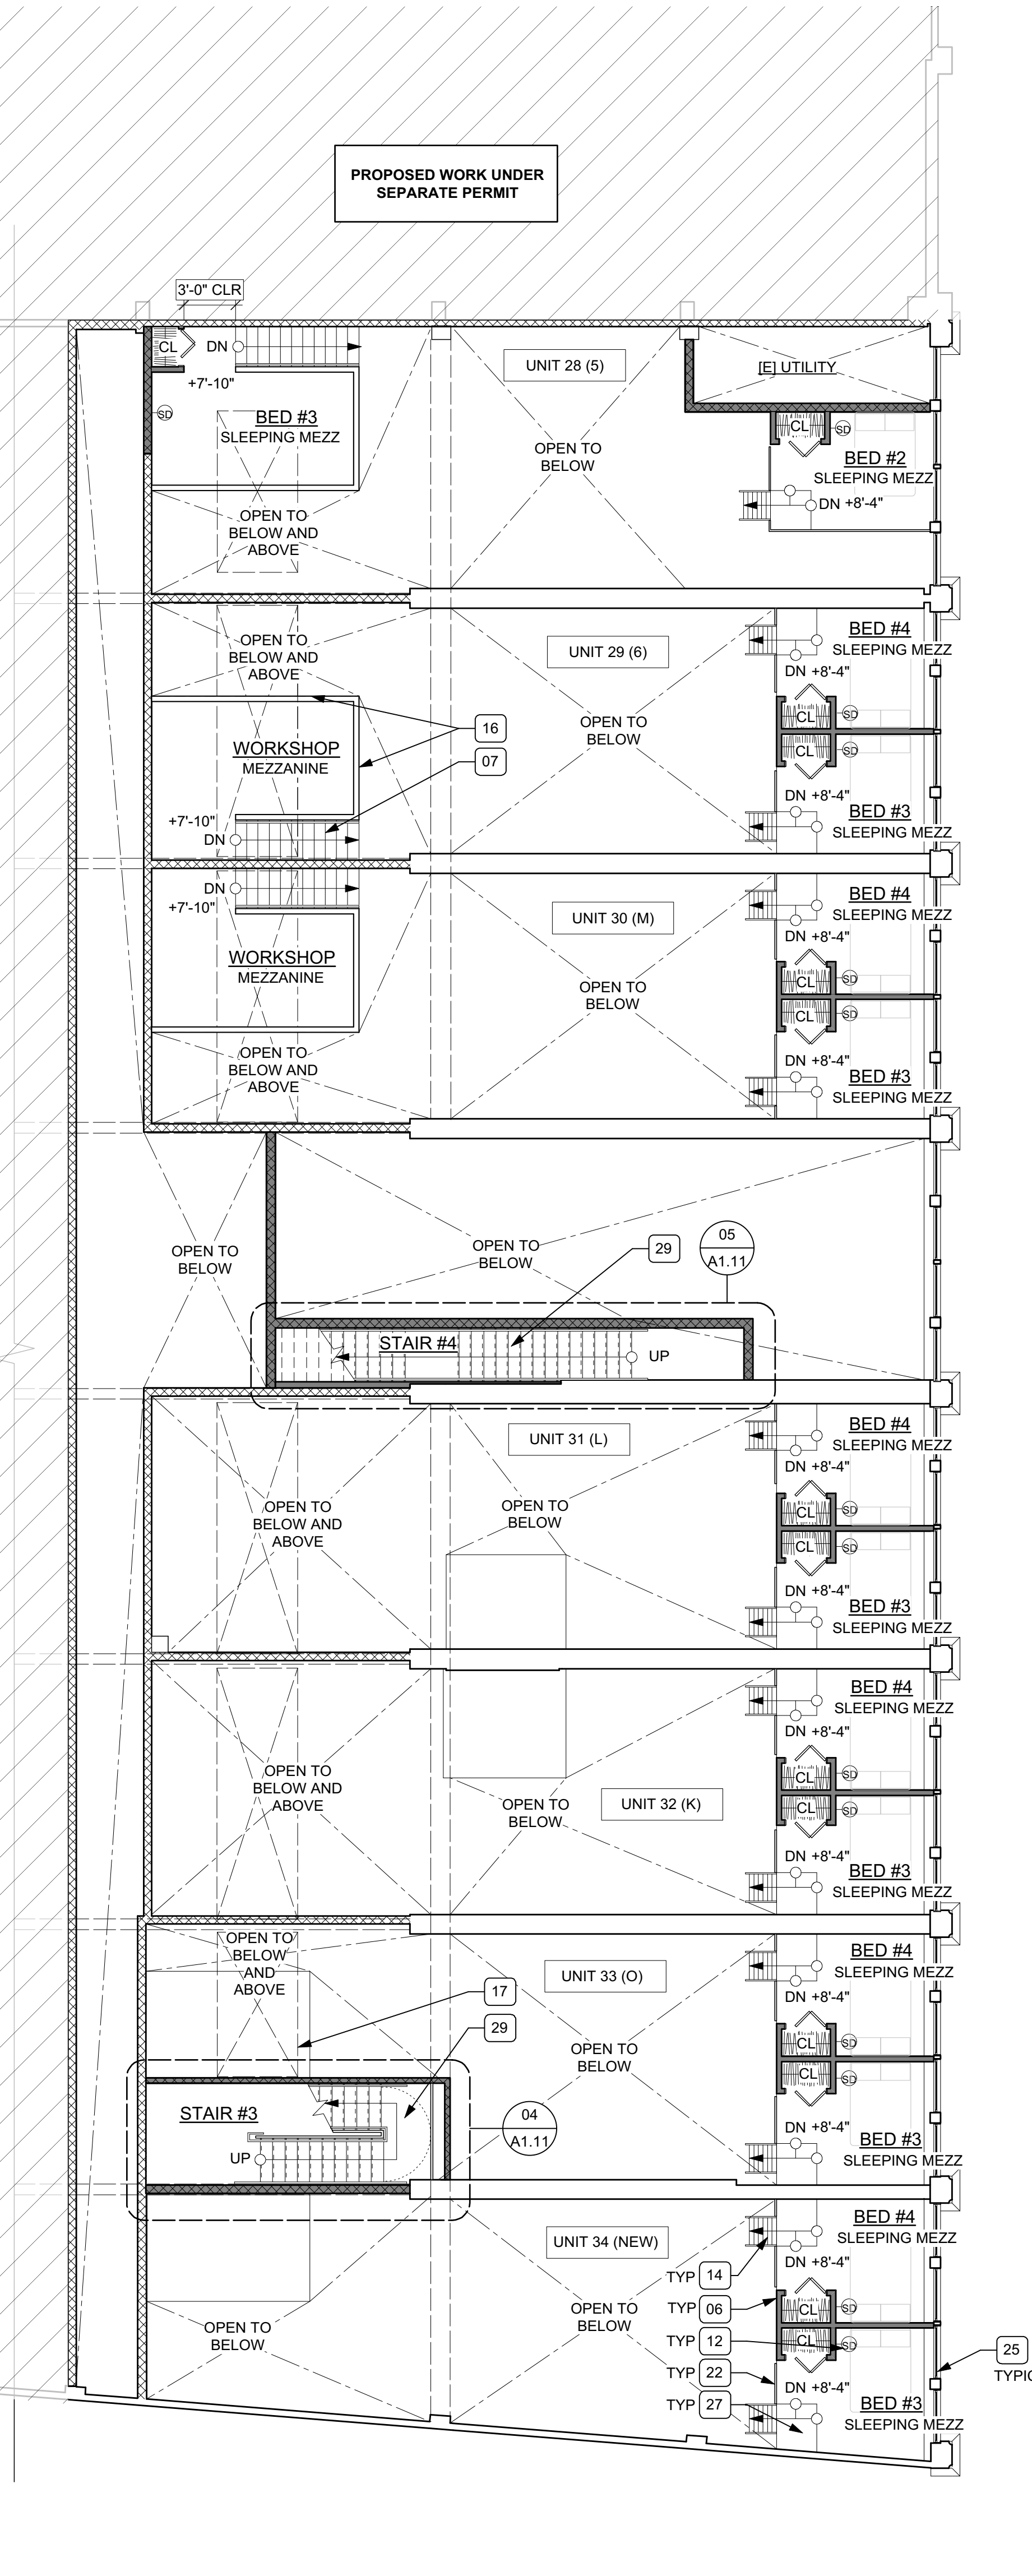 PROPOSED WORK UNDER
SEPARATE PERMIT
3'-0" CLR
CL
DN
+7'-10"
SD
BED #3
SLEEPING MEZZ
OPEN TO
BELOW AND
ABOVE
UNIT 28 (5)
OPEN TO
BELOW
[E] UTILITY
CL
SD
BED #2
SLEEPING MEZZ
DN +8'-4"
OPEN TO
BELOW AND
ABOVE
UNIT 29 (6)
OPEN TO
BELOW
16
07
WORKSHOP
MEZZANINE
+7'-10"
DN
BED #4
SLEEPING MEZZ
DN +8'-4"
CL
SD
CL
SD
DN +8'-4"
BED #3
SLEEPING MEZZ
DN
+7'-10"
WORKSHOP
MEZZANINE
OPEN TO
BELOW AND
ABOVE
UNIT 30 (M)
OPEN TO
BELOW
BED #4
SLEEPING MEZZ
DN +8'-4"
CL
SD
CL
SD
DN +8'-4"
BED #3
SLEEPING MEZZ
OPEN TO
BELOW
OPEN TO
BELOW
29
05
A1.11
STAIR #4
UP
UNIT 31 (L)
OPEN TO
BELOW AND
ABOVE
OPEN TO
BELOW
BED #4
SLEEPING MEZZ
DN +8'-4"
CL
SD
CL
SD
DN +8'-4"
BED #3
SLEEPING MEZZ
OPEN TO
BELOW AND
ABOVE
OPEN TO
BELOW
UNIT 32 (K)
BED #4
SLEEPING MEZZ
DN +8'-4"
CL
SD
CL
SD
DN +8'-4"
BED #3
SLEEPING MEZZ
OPEN TO
BELOW
AND
ABOVE
17
29
UNIT 33 (O)
OPEN TO
BELOW
BED #4
SLEEPING MEZZ
DN +8'-4"
CL
SD
CL
SD
DN +8'-4"
BED #3
SLEEPING MEZZ
STAIR #3
UP
04
A1.11
UNIT 34 (NEW)
OPEN TO
BELOW
OPEN TO
BELOW
BED #4
SLEEPING MEZZ
DN +8'-4"
TYP 14
TYP 06
TYP 12
TYP 22
TYP 27
CL
SD
CL
SD
DN +8'-4"
BED #3
SLEEPING MEZZ
25